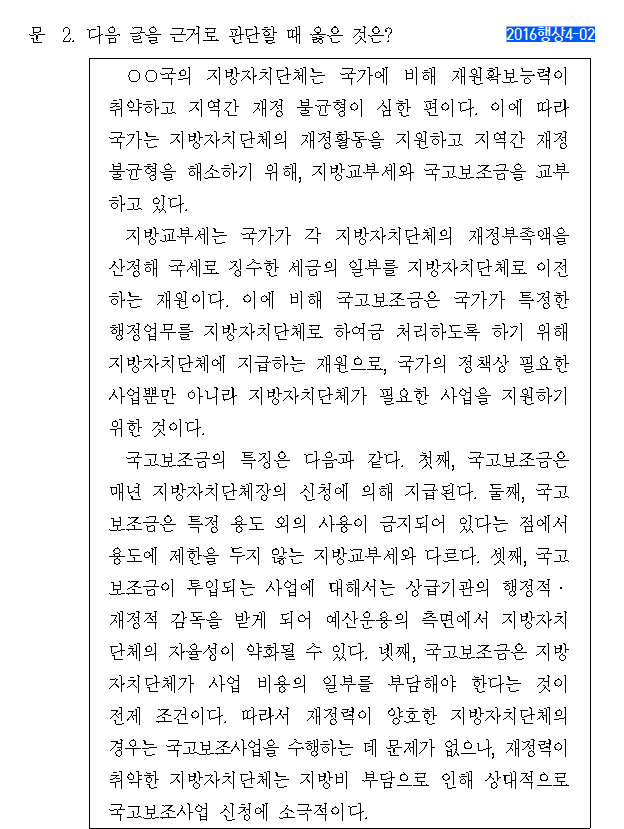 문 2. 다음 글을 근거로 판단할 때 옳은 것은? 2016행상4-02
○○국의 지방자치단체는 국가에 비해 재원확보능력이
취약하고 지역간 재정 불균형이 심한 편이다. 이에 따라
국가는 지방자치단체의 재정활동을 지원하고 지역간 재정
불균형을 해소하기 위해, 지방교부세와 국고보조금을 교부
하고 있다.
지방교부세는 국가가 각 지방자치단체의 재정부족액을
산정해 국세로 징수한 세금의 일부를 지방자치단체로 이전
하는 재원이다. 이에 비해 국고보조금은 국가가 특정한
행정업무를 지방자치단체로 하여금 처리하도록 하기 위해
지방자치단체에 지급하는 재원으로, 국가의 정책상 필요한
사업뿐만 아니라 지방자치단체가 필요한 사업을 지원하기
위한 것이다.
국고보조금의 특징은 다음과 같다. 첫째, 국고보조금은
매년 지방자치단체장의 신청에 의해 지급된다. 둘째, 국고
보조금은 특정 용도 외의 사용이 금지되어 있다는 점에서
용도에 제한을 두지 않는 지방교부세와 다르다. 셋째, 국고
보조금이 투입되는 사업에 대해서는 상급기관의 행정적·
재정적 감독을 받게 되어 예산운용의 측면에서 지방자치
단체의 자율성이 약화될 수 있다. 넷째, 국고보조금은 지방
자치단체가 사업 비용의 일부를 부담해야 한다는 것이
전제 조건이다. 따라서 재정력이 양호한 지방자치단체의
경우는 국고보조사업을 수행하는 데 문제가 없으나, 재정력이
취약한 지방자치단체는 지방비 부담으로 인해 상대적으로
국고보조사업 신청에 소극적이다.